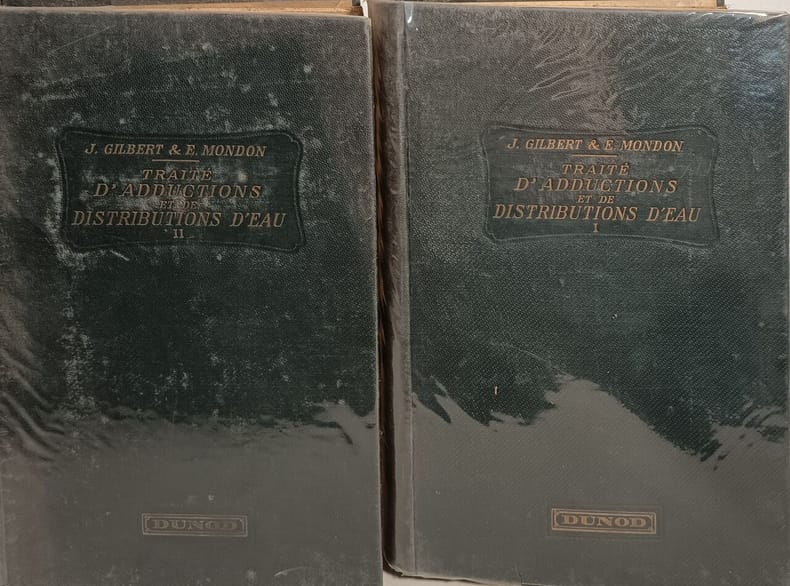 J. GILBERT & E. MONDON
TRAITÉ
D'ADDUCTIONS
ET DE
DISTRIBUTIONS D'EAU
II
DUNOD
J. GILBERT & E. MONDON
TRAITÉ
D'ADDUCTIONS
ET DE
DISTRIBUTIONS D'EAU
I
DUNOD